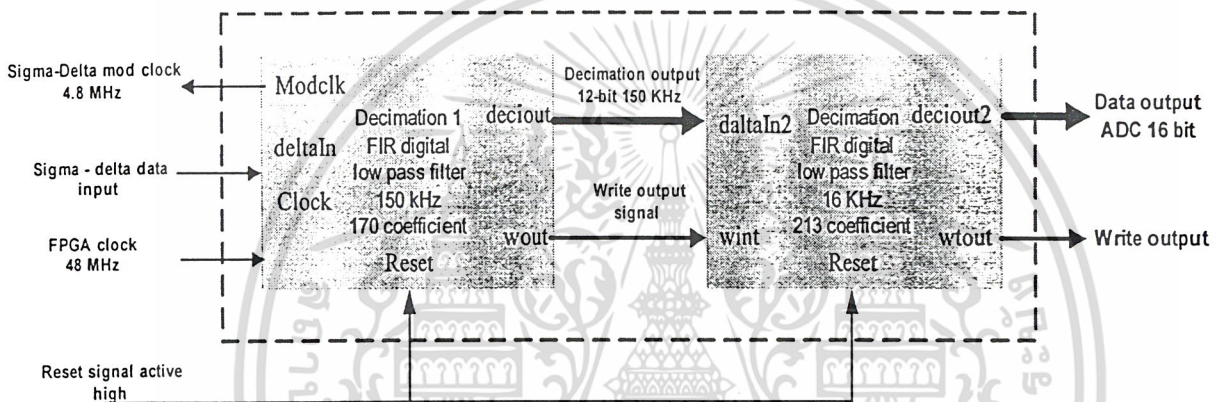 Sigma-Delta mod clock
4.8 MHz
Sigma - delta data
input
FPGA clock
48 MHz
Reset signal active
high
Modclk
deltaIn
Clock
Decimation 1
FIR digital
low pass filter
150 kHz
170 coefficient
Reset
deciout
wout
Decimation output
12-bit 150 KHz
Write output
signal
daltaIn2
wint
Decimation
FIR digital
low pass filter
16 KHz
213 coefficient
Reset
deciout2
wtout
Data output
ADC 16 bit
Write output